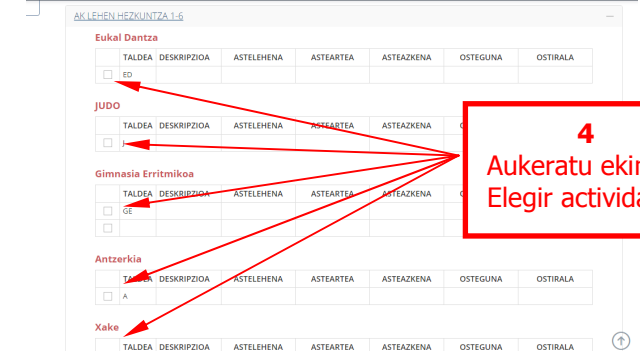 AK LEHEN HEZKUNTZA 1-6
Eukal Dantza
TALDEA DESKRIPZIOA ASTELEHENA ASTEARTEA ASTEAZKENA OSTEGUNA OSTIRALA
ED
JUDO
TALDEA DESKRIPZIOA ASTELEHENA ASTEARTEA ASTEAZKENA
J
4
Aukeratu
Elegir
Gimnasia Erritmikoa
TALDEA DESKRIPZIOA ASTELEHENA ASTEARTEA ASTEAZKENA
GE
Antzerkia
TALDEA DESKRIPZIOA ASTELEHENA ASTEARTEA ASTEAZKENA OSTEGUNA OSTIRALA
A
Xake
TALDEA DESKRIPZIOA ASTELEHENA ASTEARTEA ASTEAZKENA OSTEGUNA OSTIRALA